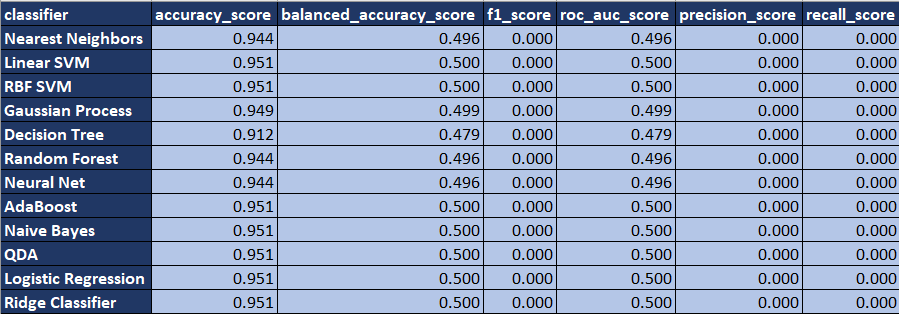 classifier accuracy_score balanced_accuracy_score f1_score roc_auc_score precision_score recall_score
Nearest Neighbors 0.944 0.496 0.000 0.496 0.000 0.000
Linear SVM 0.951 0.500 0.000 0.500 0.000 0.000
RBF SVM 0.951 0.500 0.000 0.500 0.000 0.000
Gaussian Process 0.949 0.499 0.000 0.499 0.000 0.000
Decision Tree 0.912 0.479 0.000 0.479 0.000 0.000
Random Forest 0.944 0.496 0.000 0.496 0.000 0.000
Neural Net 0.944 0.496 0.000 0.496 0.000 0.000
AdaBoost 0.951 0.500 0.000 0.500 0.000 0.000
Naive Bayes 0.951 0.500 0.000 0.500 0.000 0.000
QDA 0.951 0.500 0.000 0.500 0.000 0.000
Logistic Regression 0.951 0.500 0.000 0.500 0.000 0.000
Ridge Classifier 0.951 0.500 0.000 0.500 0.000 0.000